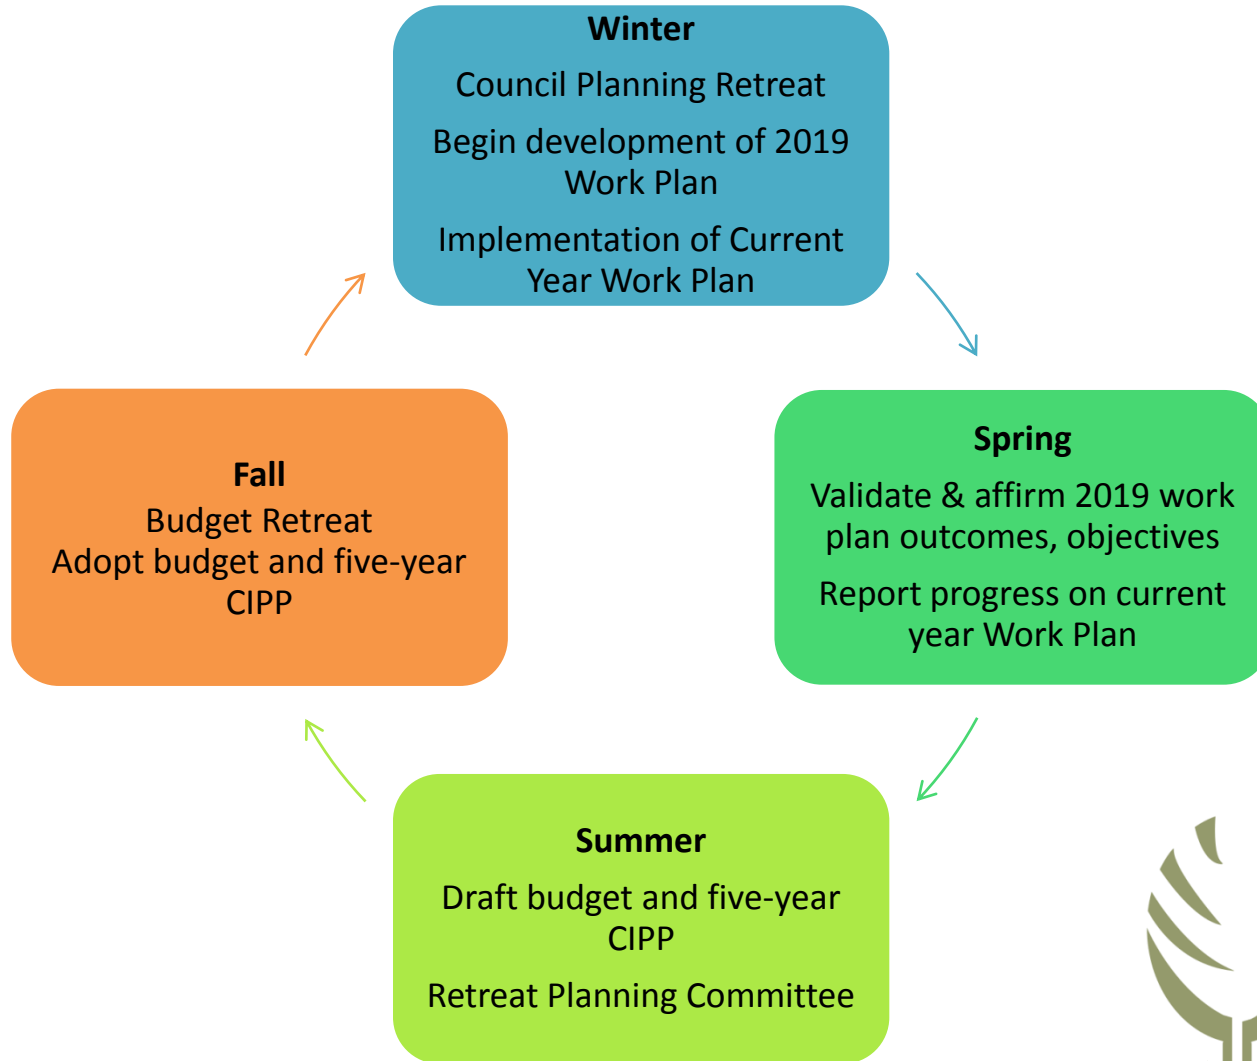 Winter
Council Planning Retreat
Begin development of 2019
Work Plan
Implementation of Current
Year Work Plan
Spring
Validate & affirm 2019 work
plan outcomes, objectives
Report progress on current
year Work Plan
Summer
Draft budget and five-year
CIPP
Retreat Planning Committee
Fall
Budget Retreat
Adopt budget and five-year
CIPP